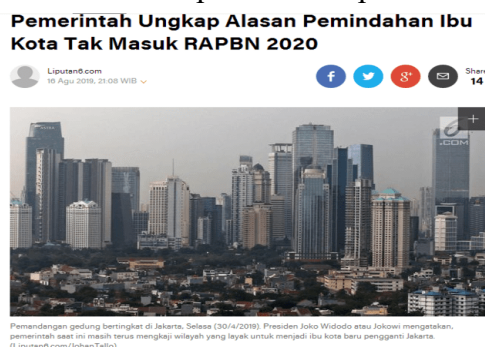 Pemerintah Ungkap Alasan Pemindahan Ibu
Kota Tak Masuk RAPBN 2020
Liputan6.com
16 Agu 2019, 21:08 WIB
Share
14
f
g+
+
.COM
Pemandangan gedung bertingkat di Jakarta, Selasa (30/4/2019). Presiden Joko Widodo atau Jokowi mengatakan,
pemerintah saat ini masih terus mengkaji wilayah yang layak untuk menjadi ibu kota baru pengganti Jakarta.
(Liputan6.com/JohanTallo)